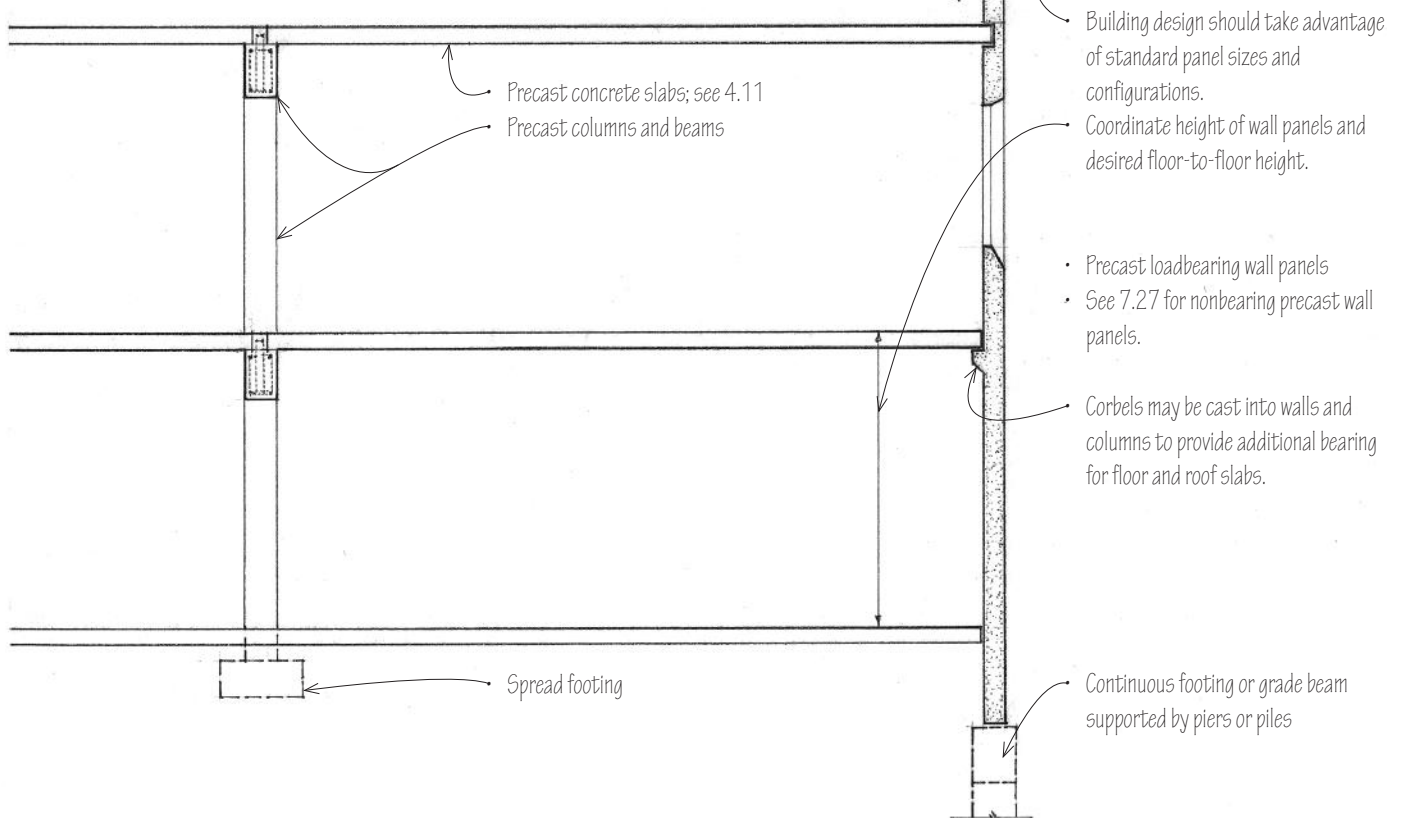 Building design should take advantage
of standard panel sizes and
configurations.
Precast concrete slabs; see 4.11
Precast columns and beams
Coordinate height of wall panels and
desired floor-to-floor height.
Precast loadbearing wall panels
See 7.27 for nonbearing precast wall
panels.
Corbels may be cast into walls and
columns to provide additional bearing
for floor and roof slabs.
Spread footing
Continuous footing or grade beam
supported by piers or piles